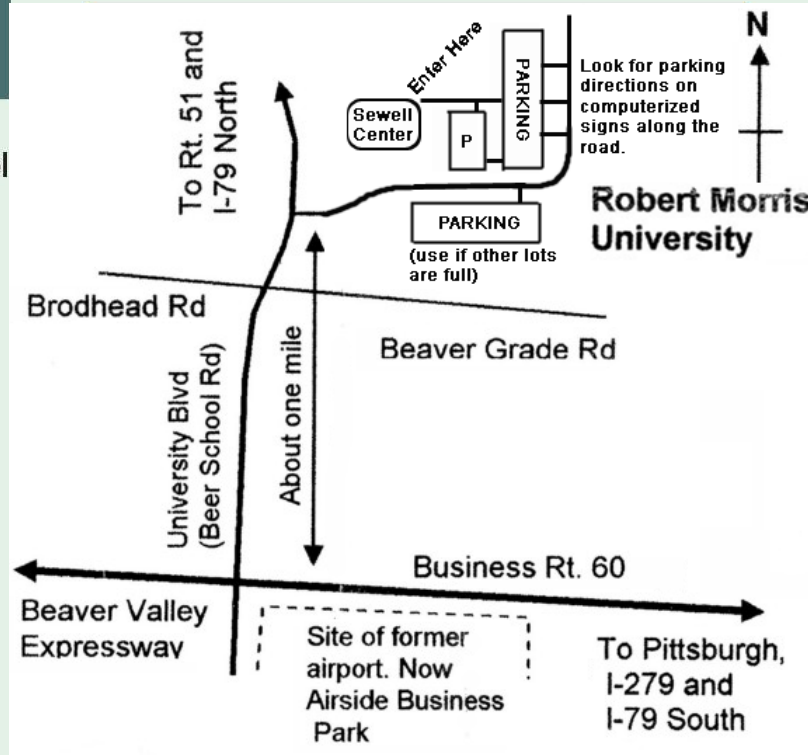 N
Enter Here
To Rt. 51 and
I-79 North
PARKING
Look for parking
directions on
computerized
signs along the
road.
Sewell
Center
P
Robert Morris
University
PARKING
(use if other lots
are full)
Brodhead Rd
Beaver Grade Rd
University Blvd
(Beer School Rd)
About one mile
Business Rt. 60
Beaver Valley
Expressway
Site of former
airport. Now
Airside Business
Park
To Pittsburgh,
I-279 and
I-79 South